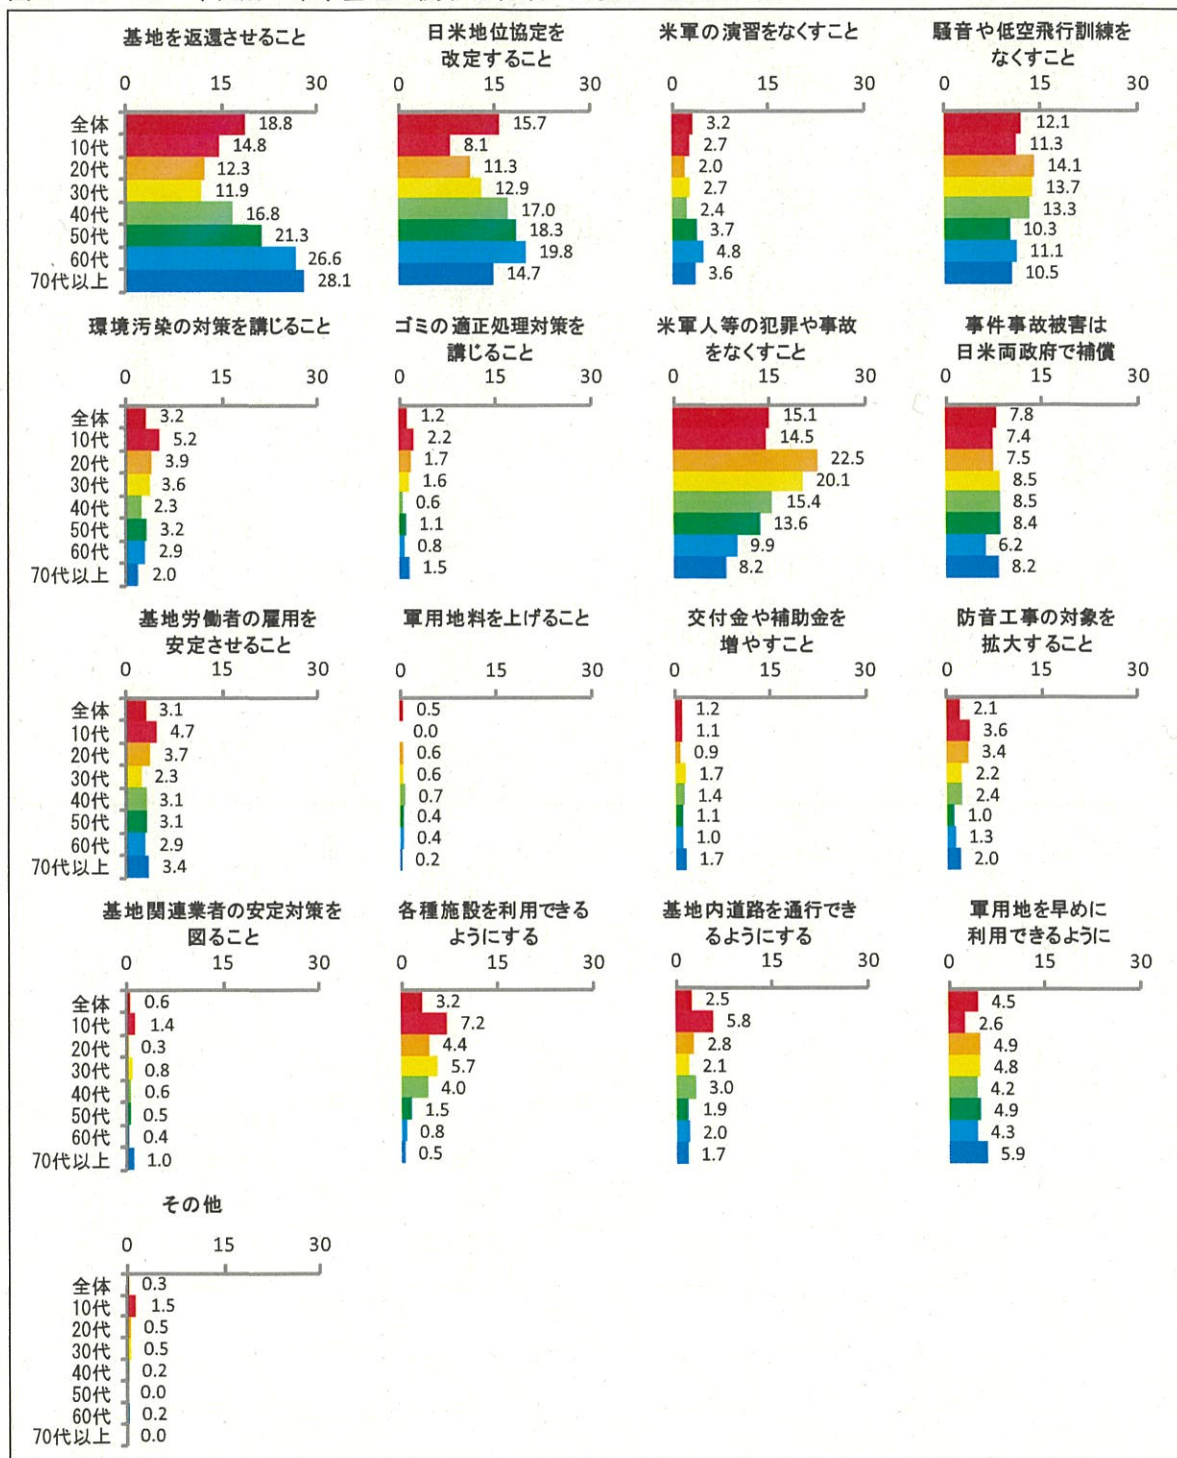 基地を返還させること
0 15 30
全体 18.8
10代 14.8
20代 12.3
30代 11.9
40代 16.8
50代 21.3
60代 26.6
70代以上 28.1
日米地位協定を
改定すること
0 15 30
15.7
8.1
11.3
12.9
17.0
18.3
19.8
14.7
米軍の演習をなくすこと
0 15 30
3.2
2.7
2.0
2.7
2.4
3.7
4.8
3.6
騒音や低空飛行訓練を
なくすこと
0 15 30
12.1
11.3
14.1
13.7
13.3
10.3
11.1
10.5
環境汚染の対策を講じること
0 15 30
全体 3.2
10代 5.2
20代 3.9
30代 3.6
40代 2.3
50代 3.2
60代 2.9
70代以上 2.0
ゴミの適正処理対策を
講じること
0 15 30
1.2
2.2
1.7
1.6
0.6
1.1
0.8
1.5
米軍人等の犯罪や事故
をなくすこと
0 15 30
15.1
14.5
22.5
20.1
15.4
13.6
9.9
8.2
事件事故被害は
日米両政府で補償
0 15 30
7.8
7.4
7.5
8.5
8.5
8.4
6.2
8.2
基地労働者の雇用を
安定させること
0 15 30
全体 3.1
10代 4.7
20代 3.7
30代 2.3
40代 3.1
50代 3.1
60代 2.9
70代以上 3.4
軍用地料を上げること
0 15 30
0.5
0.0
0.6
0.6
0.7
0.4
0.4
0.2
交付金や補助金を
増やすこと
0 15 30
1.2
1.1
0.9
1.7
1.4
1.1
1.0
1.7
防音工事の対象を
拡大すること
0 15 30
2.1
3.6
3.4
2.2
2.4
1.0
1.3
2.0
基地関連業者の安定対策を
図ること
0 15 30
全体 0.6
10代 1.4
20代 0.3
30代 0.8
40代 0.6
50代 0.5
60代 0.4
70代以上 1.0
各種施設を利用できる
ようにする
0 15 30
3.2
7.2
4.4
5.7
4.0
1.5
0.8
0.5
基地内道路を通行でき
るようにする
0 15 30
2.5
5.8
2.8
2.1
3.0
1.9
2.0
1.7
軍用地を早めに
利用できるように
0 15 30
4.5
2.6
4.9
4.8
4.2
4.9
4.3
5.9
その他
0 15 30
全体 0.3
10代 1.5
20代 0.5
30代 0.5
40代 0.2
50代 0.0
60代 0.2
70代以上 0.0